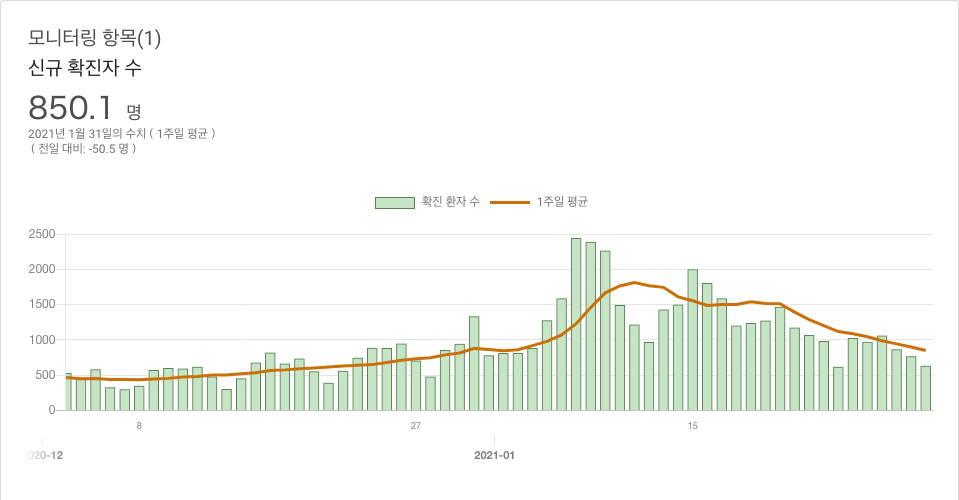 모니터링 항목(1)
신규 확진자 수
850.1 명
2021년 1월 31일의 수치 ( 1주일 평균 )
( 전일 대비: -50.5 명 )
확진 환자 수 1주일 평균
2500
2000
1500
1000
500
0
8 27 15
020-12 2021-01